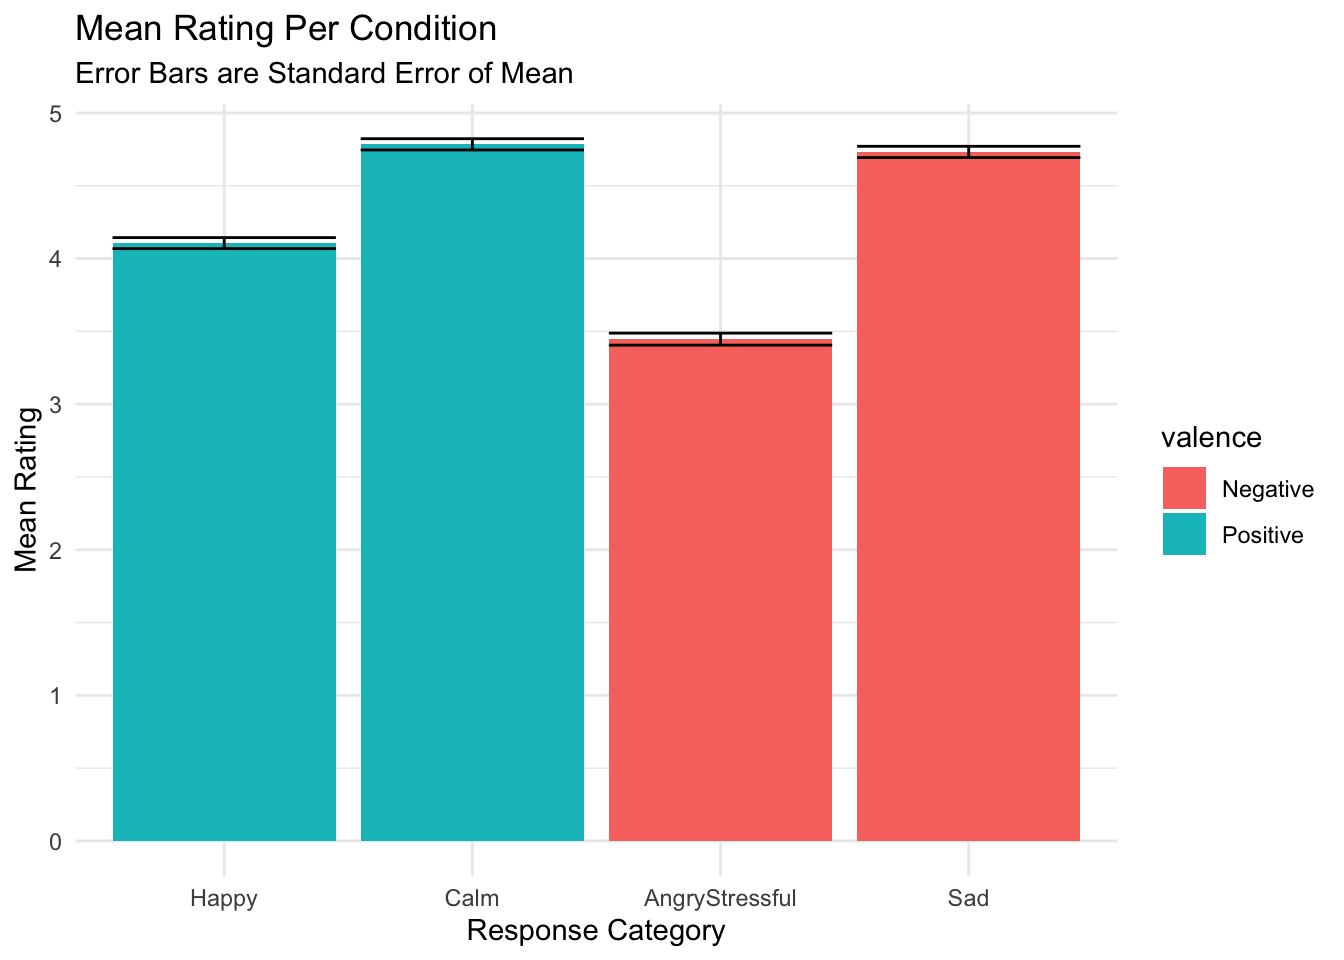 Mean Rating Per Condition
Error Bars are Standard Error of Mean
5
4
3
2
1
0
Mean Rating
Happy
Calm
AngryStressful
Sad
Response Category
valence
Negative
Positive